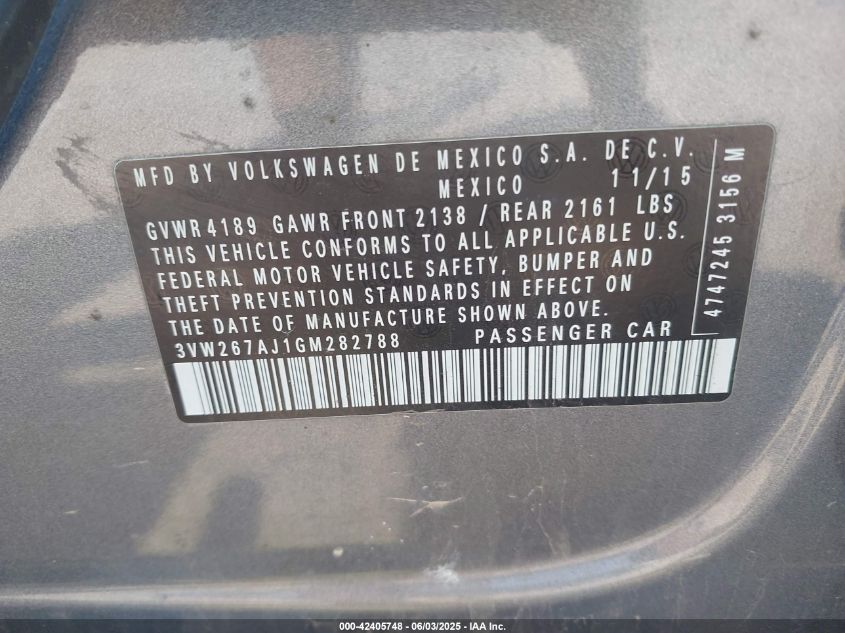 MFD BY VOLKSWAGEN DE MEXICO S.A. DE C.V.
MEXICO 11/15
GVWR 4189 GAWR FRONT 2138 / REAR 2161 LBS
THIS VEHICLE CONFORMS TO ALL APPLICABLE U.S.
FEDERAL MOTOR VEHICLE SAFETY, BUMPER AND
THEFT PREVENTION STANDARDS IN EFFECT ON
THE DATE OF MANUFACTURE SHOWN ABOVE.
3VW267AJ1GM282788 PASSENGER CAR
4747245 3156 M
000-42405748 - 06/03/2025 - IAA Inc.